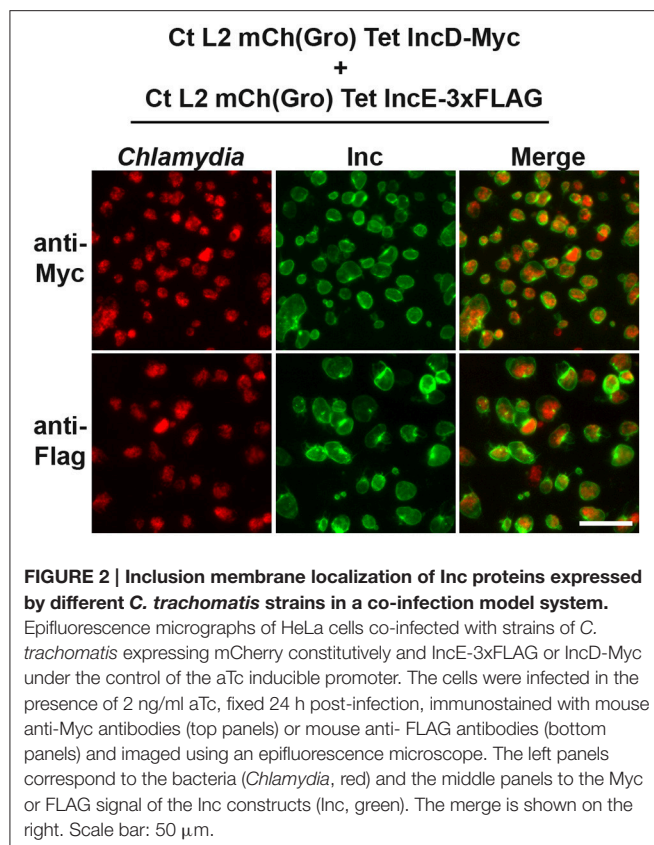 Ct L2 mCh(Gro) Tet IncD-Myc
+
Ct L2 mCh(Gro) Tet IncE-3xFLAG
Chlamydia Inc Merge
anti-
Myc
anti-
Flag
FIGURE 2 | Inclusion membrane localization of Inc proteins expressed
by different C. trachomatis strains in a co-infection model system.
Epifluorescence micrographs of HeLa cells co-infected with strains of C.
trachomatis expressing mCherry constitutively and IncE-3xFLAG or IncD-Myc
under the control of the aTc inducible promoter. The cells were infected in the
presence of 2 ng/ml aTc, fixed 24 h post-infection, immunostained with mouse
anti-Myc antibodies (top panels) or mouse anti- FLAG antibodies (bottom
panels) and imaged using an epifluorescence microscope. The left panels
correspond to the bacteria (Chlamydia, red) and the middle panels to the Myc
or FLAG signal of the Inc constructs (Inc, green). The merge is shown on the
right. Scale bar: 50 μm.